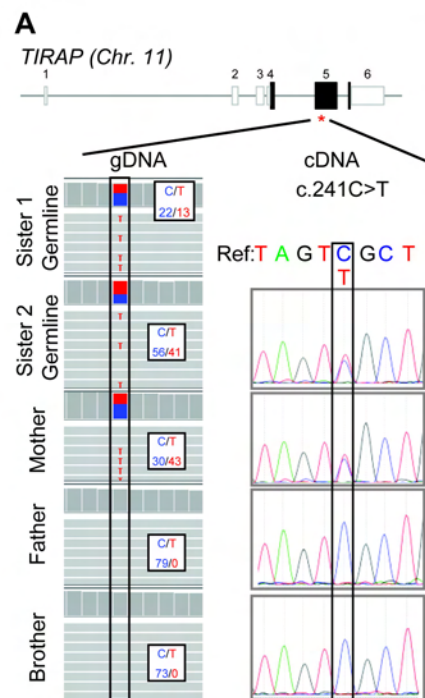 A
TIRAP (Chr. 11)
1 2 3 4 5 6
*
gDNA
cDNA
c.241C>T
Ref:TAGTCGCT
T
Sister 1
Germline
C/T
22/13
T
T
T
T
Sister 2
Germline
C/T
56/41
T
T
T
Mother
C/T
30/43
T
T
T
Father
C/T
79/0
Brother
C/T
73/0